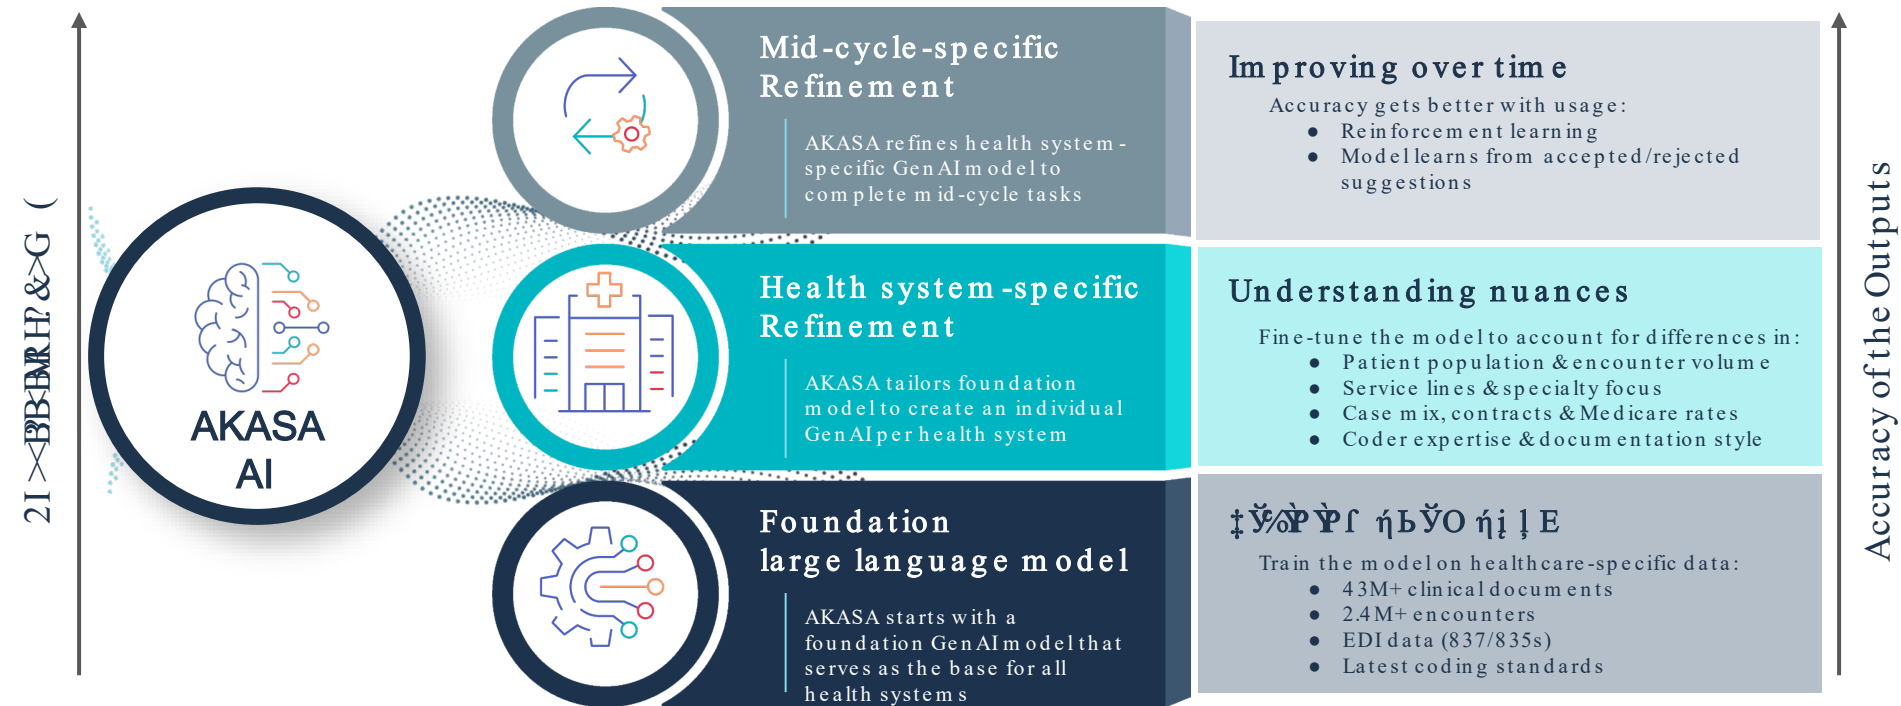 AKASA
AI
Mid-cycle-specific
Refinement
AKASA refines health system-
specific GenAI model to
complete mid-cycle tasks
Improving over time
Accuracy gets better with usage:
● Reinforcement learning
● Model learns from accepted/rejected
suggestions
Health system-specific
Refinement
AKASA tailors foundation
model to create an individual
GenAI per health system
Understanding nuances
Fine-tune the model to account for differences in:
● Patient population & encounter volume
● Service lines & specialty focus
● Case mix, contracts & Medicare rates
● Coder expertise & documentation style
Foundation
large language model
AKASA starts with a
foundation GenAI model that
serves as the base for all
health systems
Train the model on healthcare-specific data:
● 43M+ clinical documents
● 2.4M+ encounters
● EDI data (837/835s)
● Latest coding standards
Accuracy of the Outputs